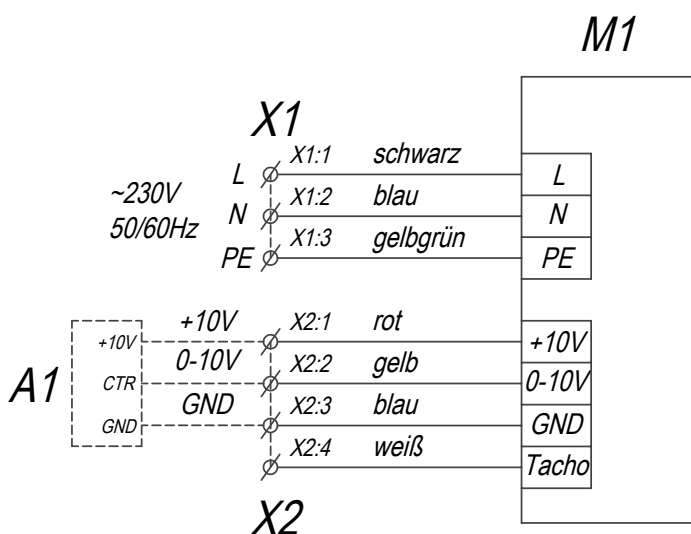 M1
X1
X1:1 schwarz
L L
~230V
X1:2 blau
N N
50/60Hz
X1:3 gelbgrün
PE PE
+10V X2:1 rot
+10V +10V
0-10V X2:2 gelb
A1 CTR 0-10V
GND X2:3 blau
GND GND
X2:4 weiß
Tacho
X2